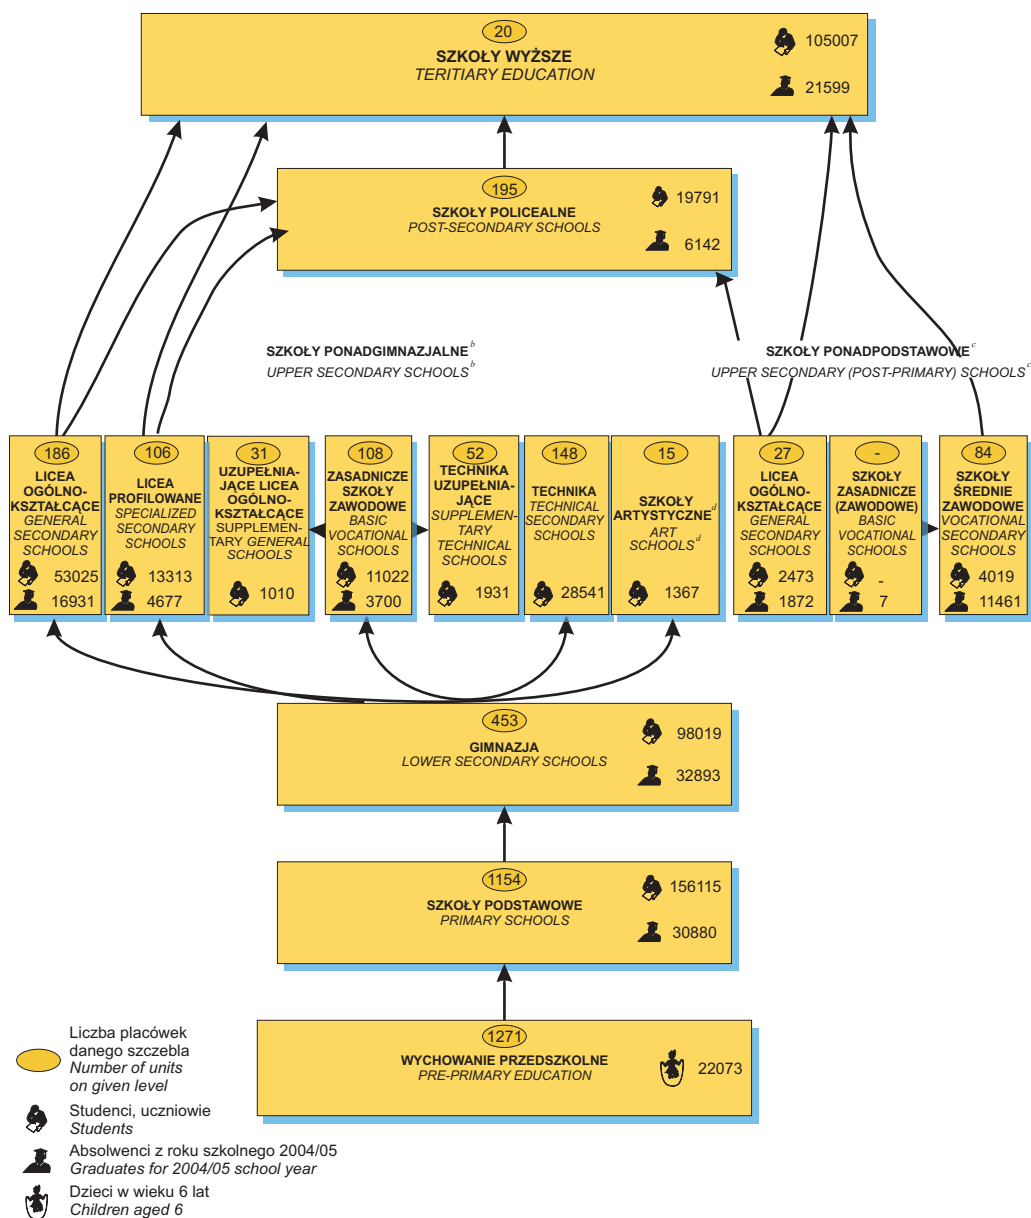 20
SZKOŁY WYŻSZE
TERITIARY EDUCATION
105007
21599
195
SZKOŁY POLICEALNE
POST-SECONDARY SCHOOLS
19791
6142
SZKOŁY PONADGIMNAZJALNE b
UPPER SECONDARY SCHOOLS b
SZKOŁY PONADPODSTAWOWE c
UPPER SECONDARY (POST-PRIMARY) SCHOOLS c
186
LICEA
OGÓLNO-
KSZTAŁCĄCE
GENERAL
SECONDARY
SCHOOLS
53025
16931
106
LICEA
PROFILOWANE
SPECIALIZED
SECONDARY
SCHOOLS
13313
4677
31
UZUPEŁNIA-
JĄCE LICEA
OGÓLNO-
KSZTAŁCĄCE
SUPPLEMEN-
TARY GENERAL
SCHOOLS
1010
108
ZASADNICZE
SZKOŁY
ZAWODOWE
BASIC
VOCATIONAL
SCHOOLS
11022
3700
52
TECHNIKA
UZUPEŁNIA-
JĄCE
SUPPLEMEN-
TARY
TECHNICAL
SCHOOLS
1931
148
TECHNIKA
TECHNICAL
SECONDARY
SCHOOLS
28541
15
SZKOŁY
ARTYSTYCZNE d
ART
SCHOOLS d
1367
27
LICEA
OGÓLNO-
KSZTAŁCĄCE
GENERAL
SECONDARY
SCHOOLS
2473
1872
-
SZKOŁY
ZASADNICZE
(ZAWODOWE)
BASIC
VOCATIONAL
SCHOOLS
-
7
84
SZKOŁY
ŚREDNIE
ZAWODOWE
VOCATIONAL
SECONDARY
SCHOOLS
4019
11461
453
GIMNAZJA
LOWER SECONDARY SCHOOLS
98019
32893
1154
SZKOŁY PODSTAWOWE
PRIMARY SCHOOLS
156115
30880
1271
WYCHOWANIE PRZEDSZKOLNE
PRE-PRIMARY EDUCATION
22073
Liczba placówek
danego szczebla
Number of units
on given level
Studenci, uczniowie
Students
Absolwenci z roku szkolnego 2004/05
Graduates for 2004/05 school year
Dzieci w wieku 6 lat
Children aged 6